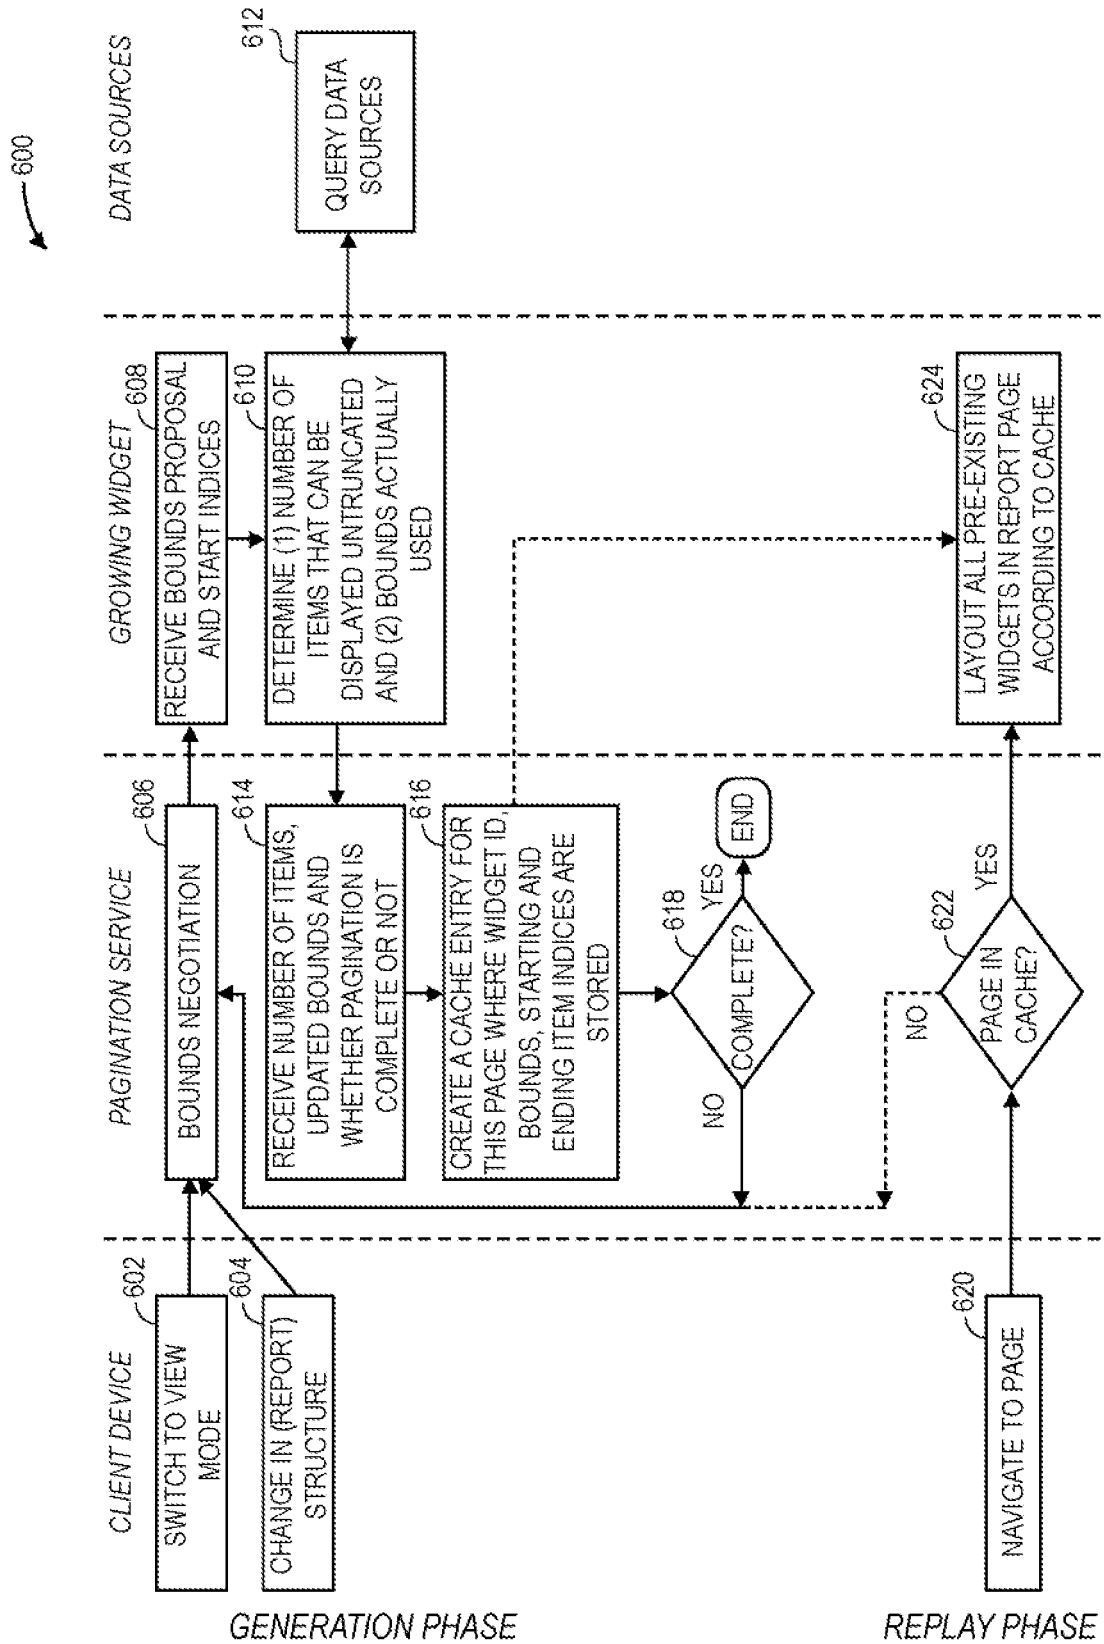 600
CLIENT DEVICE
PAGINATION SERVICE
GROWING WIDGET
DATA SOURCES
GENERATION PHASE
602
SWITCH TO VIEW
MODE
604
CHANGE IN (REPORT)
STRUCTURE
606
BOUNDS NEGOTIATION
608
RECEIVE BOUNDS PROPOSAL
AND START INDICES
610
DETERMINE (1) NUMBER OF
ITEMS THAT CAN BE
DISPLAYED UNTRUNCATED
AND (2) BOUNDS ACTUALLY
USED
612
QUERY DATA
SOURCES
614
RECEIVE NUMBER OF ITEMS,
UPDATED BOUNDS AND
WHETHER PAGINATION IS
COMPLETE OR NOT
616
CREATE A CACHE ENTRY FOR
THIS PAGE WHERE WIDGET ID,
BOUNDS, STARTING AND
ENDING ITEM INDICES ARE
STORED
618
COMPLETE?
YES
END
NO
REPLAY PHASE
620
NAVIGATE TO PAGE
622
PAGE IN
CACHE?
NO
YES
624
LAYOUT ALL PRE-EXISTING
WIDGETS IN REPORT PAGE
ACCORDING TO CACHE